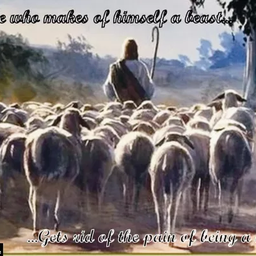 who makes of himself a beast...
...Gets rid of the pain of being a